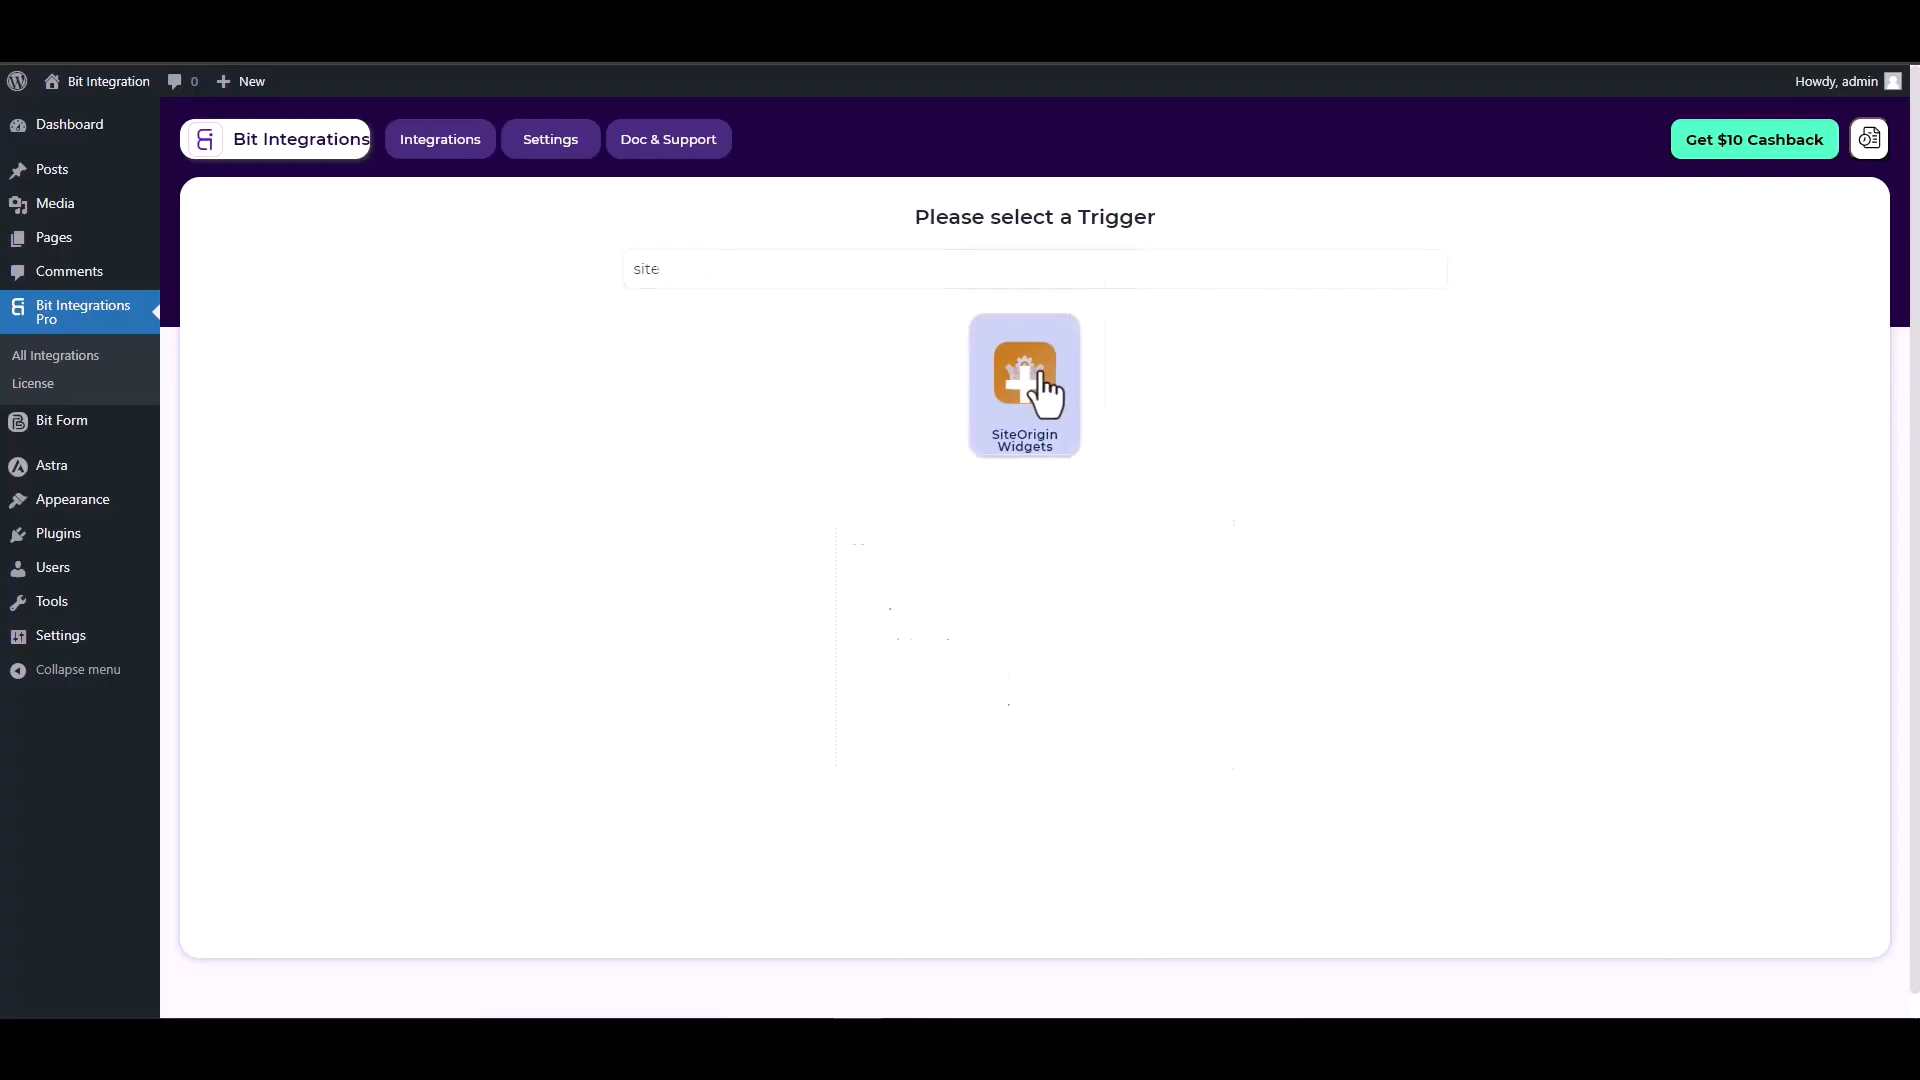 Bit Integration
0
New
Howdy, admin
Dashboard
Posts
Media
Pages
Comments
Bit Integrations
Pro
All Integrations
License
Bit Form
Astra
Appearance
Plugins
Users
Tools
Settings
Collapse menu
Bit Integrations
Integrations
Settings
Doc & Support
Get $10 Cashback
Please select a Trigger
site
SiteOrigin
Widgets